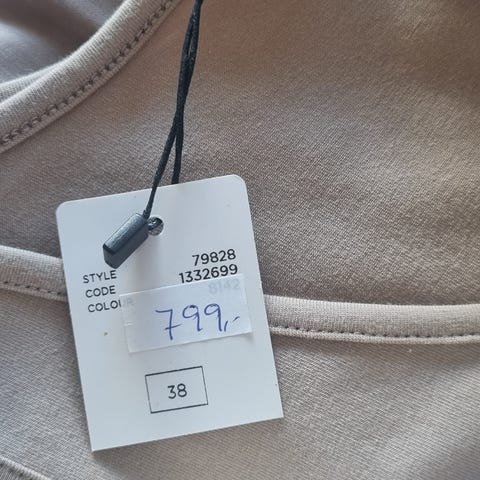 STYLE 79828
CODE 1332699
COLOUR 8142
799,-
38